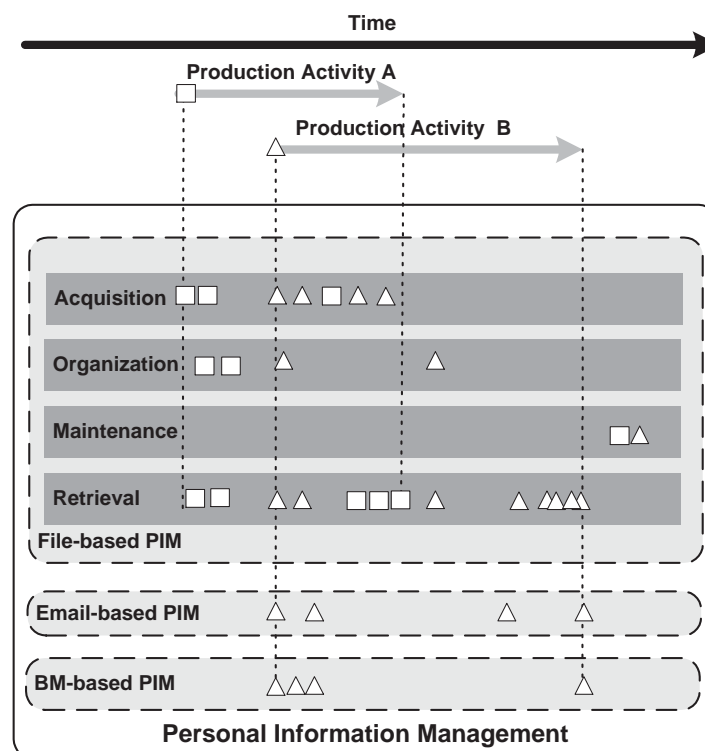 Time
Production Activity A
Production Activity B
Acquisition
Organization
Maintenance
Retrieval
File-based PIM
Email-based PIM
BM-based PIM
Personal Information Management